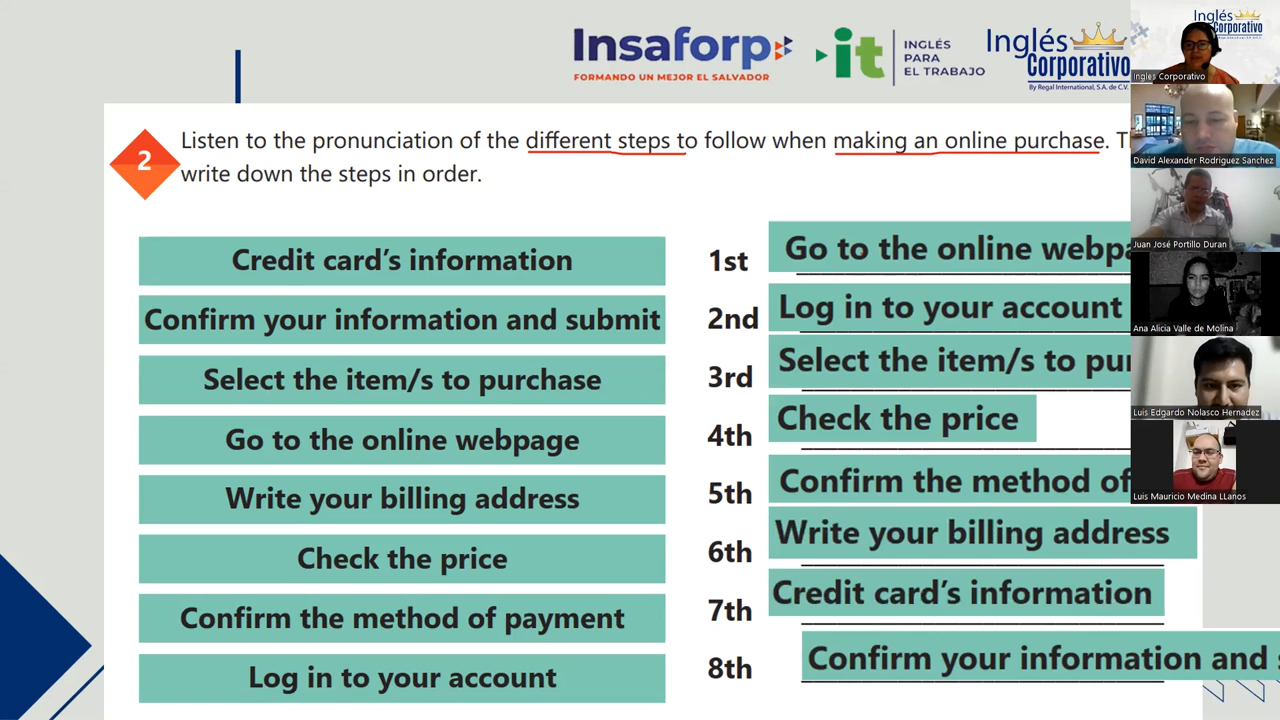 Insaforp
FORMANDO UN MEJOR EL SALVADOR
it
INGLÉS
PARA
EL TRABAJO
Inglés
Corporativo
By Regal International, S.A. de C.V.
Inglés
Corporativo
Ingles Corporativo
David Alexander Rodriguez Sanchez
Juan José Portillo Duran
Ana Alicia Valle de Molina
Luis Edgardo Nolasco Hernadez
Luis Mauricio Medina LLanos
2
Listen to the pronunciation of the different steps to follow when making an online purchase.
write down the steps in order.
Credit card's information
Confirm your information and submit
Select the item/s to purchase
Go to the online webpage
Write your billing address
Check the price
Confirm the method of payment
Log in to your account
1st Go to the online webpa
2nd Log in to your account
3rd Select the item/s to pur
4th Check the price
5th Confirm the method of
6th Write your billing address
7th Credit card's information
8th Confirm your information and s